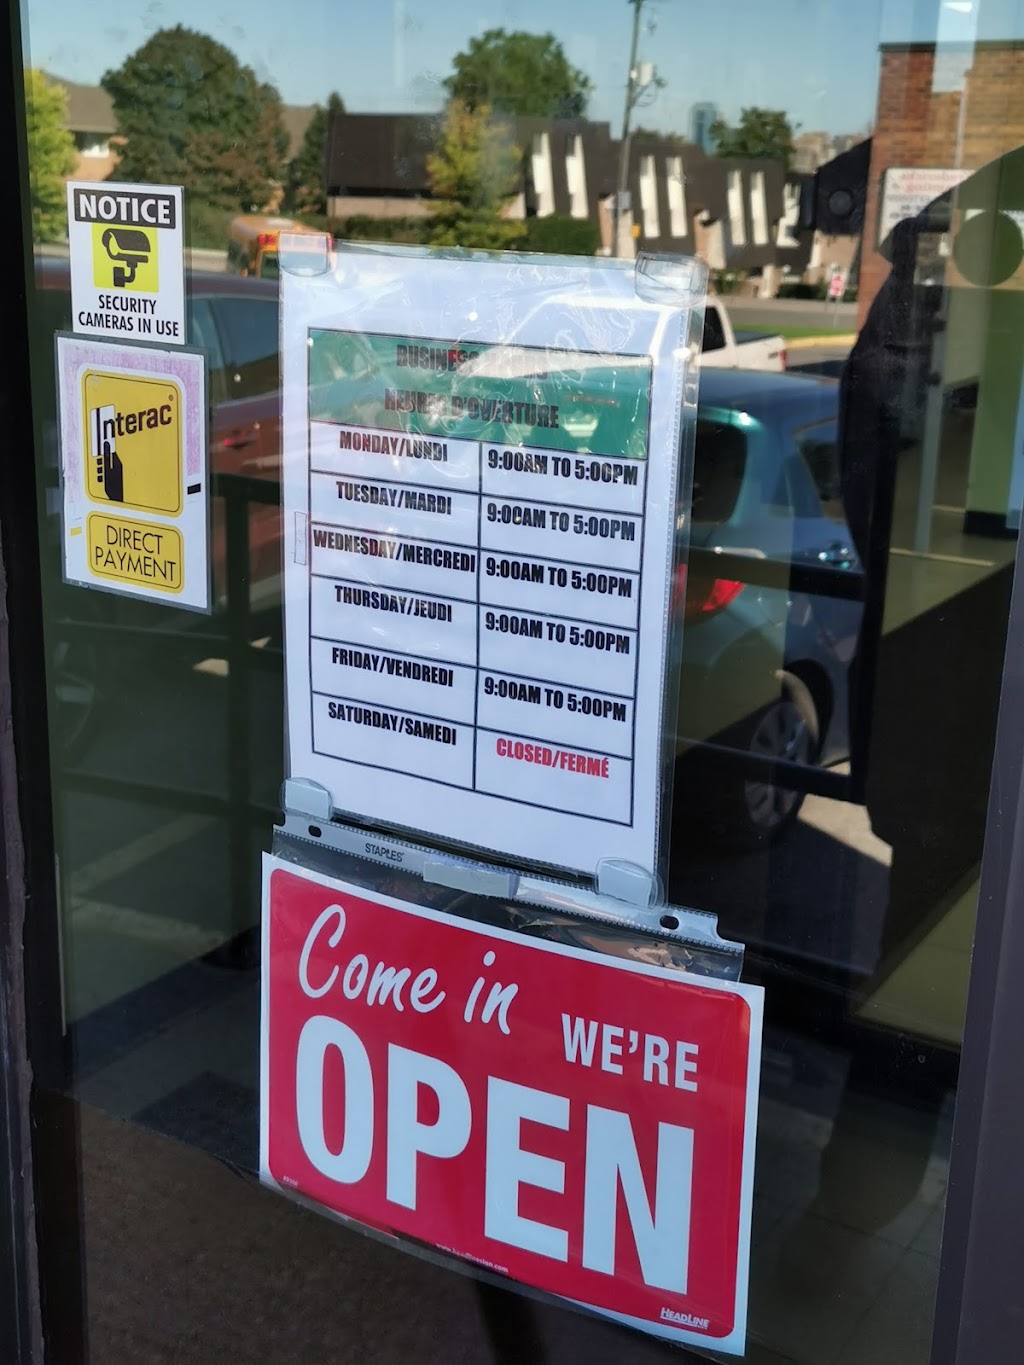 NOTICE
SECURITY
CAMERAS IN USE
Interac
DIRECT
PAYMENT
BUSINESS
HEURES D'OUVERTURE
MONDAY/LUNDI 9:00AM TO 5:00PM
TUESDAY/MARDI 9:00AM TO 5:00PM
WEDNESDAY/MERCREDI 9:00AM TO 5:00PM
THURSDAY/JEUDI 9:00AM TO 5:00PM
FRIDAY/VENDREDI 9:00AM TO 5:00PM
SATURDAY/SAMEDI CLOSED/FERMÉ
STAPLES
Come in
WE'RE
OPEN
HEADLINE